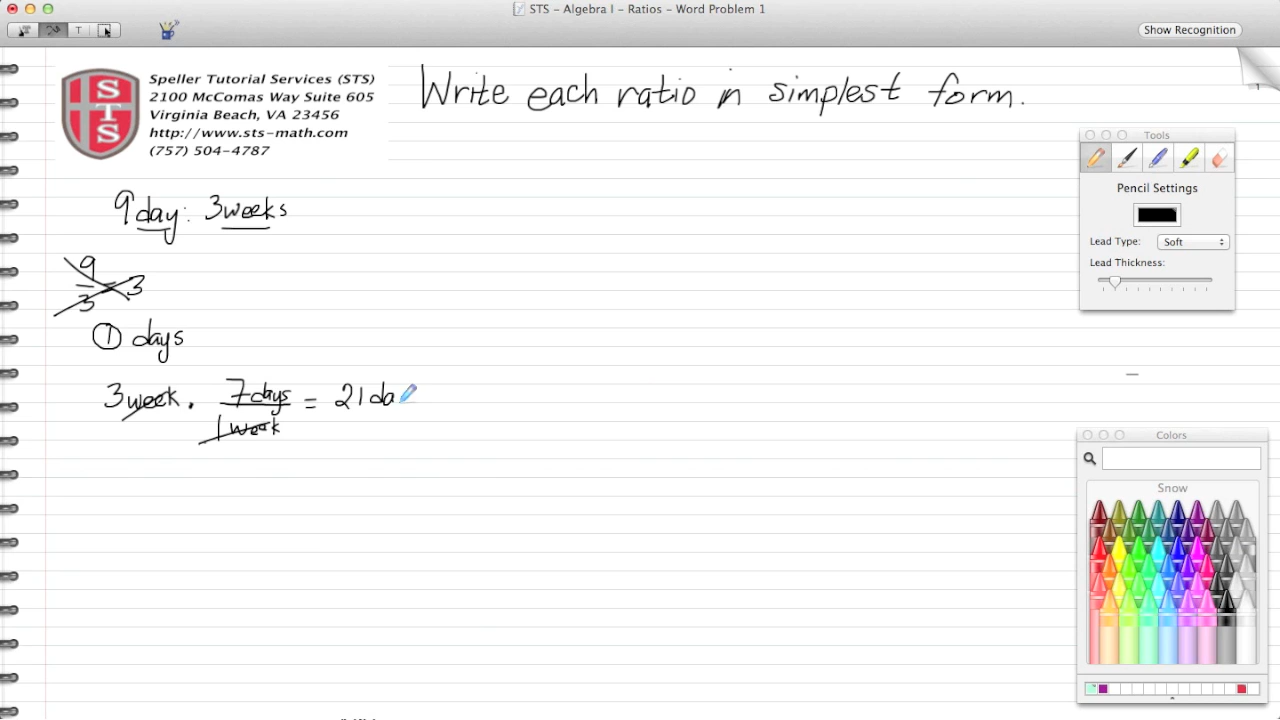 STS - Algebra I - Ratios - Word Problem 1
T
Show Recognition
STS
Speller Tutorial Services (STS)
2100 McComas Way Suite 605
Virginia Beach, VA 23456
http://www.sts-math.com
(757) 504-4787
Write each ratio in simplest form.
1
Tools
Pencil Settings
Lead Type: Soft
Lead Thickness:
9 day: 3 weeks
9
3
= 3
① days
3 week . 7 days = 21 da
1 week
Colors
Snow